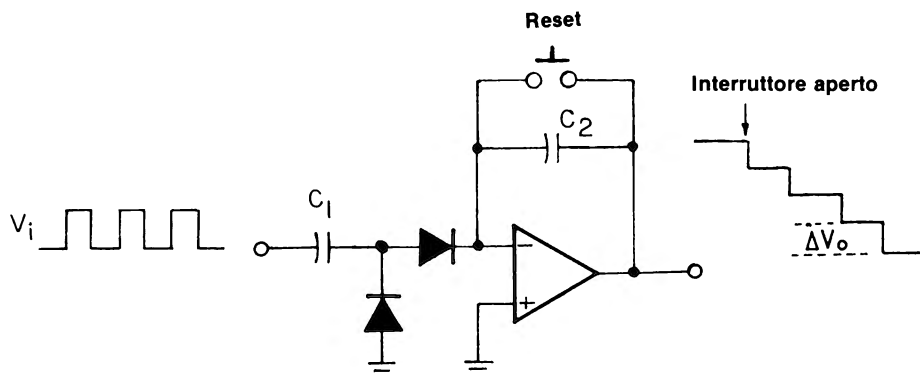 Reset
Interruttore aperto
C2
C1
Vi
ΔVo
−
+